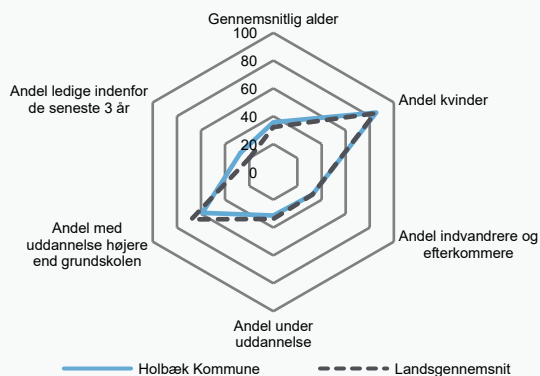 Gennemsnitlig alder
100
80
60
40
20
0
Andel kvinder
Andel indvandrere og
efterkommere
Andel under
uddannelse
Andel med
uddannelse højere
end grundskolen
Andel ledige indenfor
de seneste 3 år
Holbæk Kommune
Landsgennemsnit